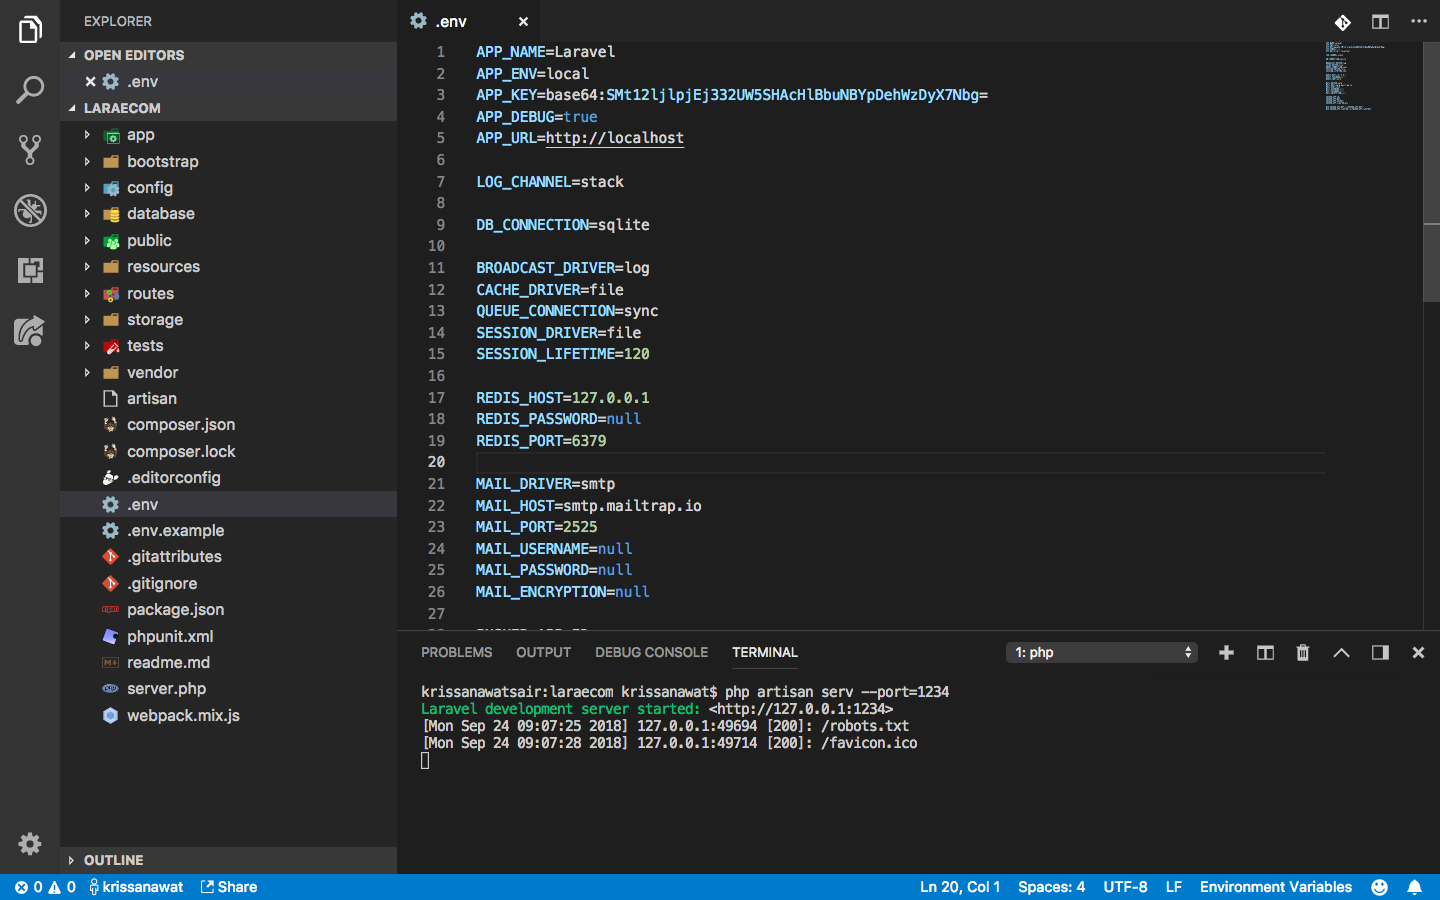 EXPLORER
OPEN EDITORS
.env
LARAECOM
app
bootstrap
config
database
public
resources
routes
storage
tests
vendor
artisan
composer.json
composer.lock
.editorconfig
.env
.env.example
.gitattributes
.gitignore
package.json
phpunit.xml
readme.md
server.php
webpack.mix.js
OUTLINE
.env
1 APP_NAME=Laravel
2 APP_ENV=local
3 APP_KEY=base64:SMt12ljlpjEj332UW5SHAcHlBbuNBYpDehWzDyX7Nbg=
4 APP_DEBUG=true
5 APP_URL=http://localhost
6
7 LOG_CHANNEL=stack
8
9 DB_CONNECTION=sqlite
10
11 BROADCAST_DRIVER=log
12 CACHE_DRIVER=file
13 QUEUE_CONNECTION=sync
14 SESSION_DRIVER=file
15 SESSION_LIFETIME=120
16
17 REDIS_HOST=127.0.0.1
18 REDIS_PASSWORD=null
19 REDIS_PORT=6379
20
21 MAIL_DRIVER=smtp
22 MAIL_HOST=smtp.mailtrap.io
23 MAIL_PORT=2525
24 MAIL_USERNAME=null
25 MAIL_PASSWORD=null
26 MAIL_ENCRYPTION=null
27
PROBLEMS OUTPUT DEBUG CONSOLE TERMINAL 1: php
krissanawatsair:laraecom krissanawat$ php artisan serv --port=1234
Laravel development server started: <http://127.0.0.1:1234>
[Mon Sep 24 09:07:25 2018] 127.0.0.1:49694 [200]: /robots.txt
[Mon Sep 24 09:07:28 2018] 127.0.0.1:49714 [200]: /favicon.ico
0 0 krissanawat Share Ln 20, Col 1 Spaces: 4 UTF-8 LF Environment Variables